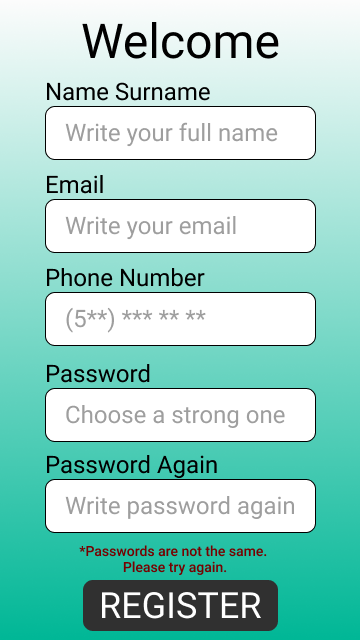 Welcome
Name Surname
Write your full name
Email
Write your email
Phone Number
(5**) *** ** **
Password
Choose a strong one
Password Again
Write password again
*Passwords are not the same.
Please try again.
REGISTER